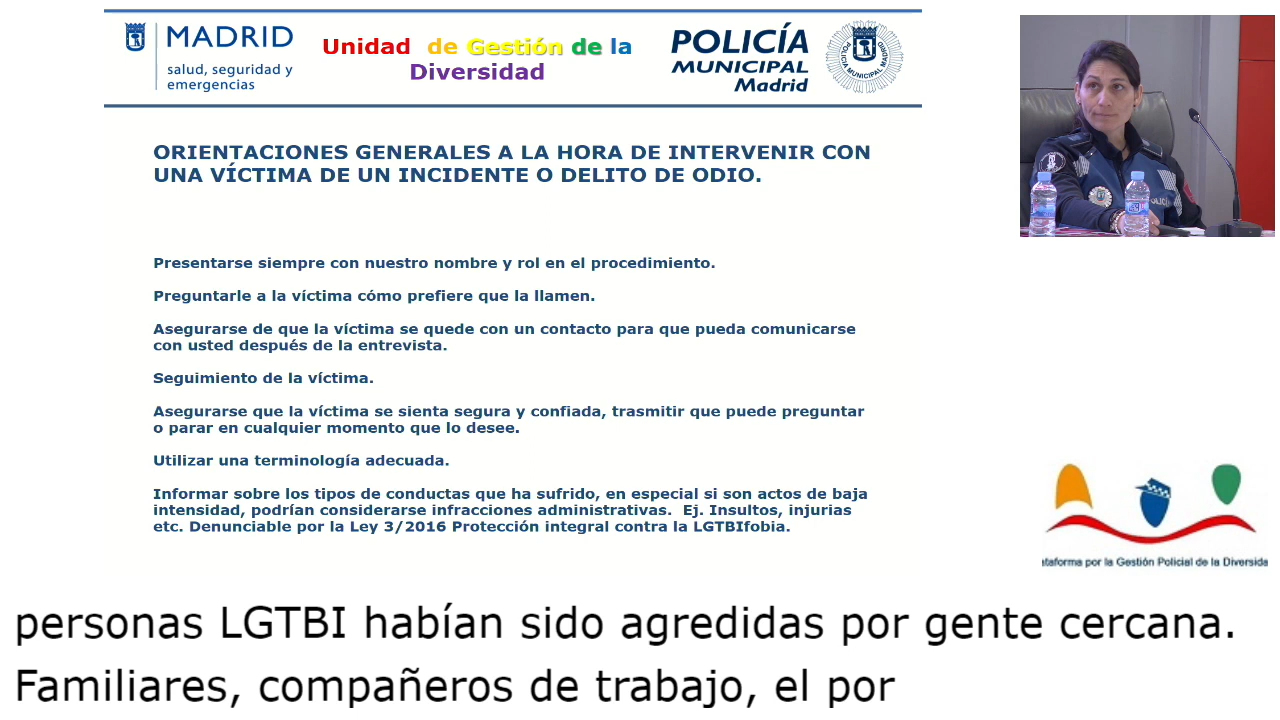 MADRID
salud, seguridad y
emergencias
Unidad de Gestión de la
Diversidad
POLICÍA
MUNICIPAL
Madrid
POLICIA MUNICIPAL MADRID
ORIENTACIONES GENERALES A LA HORA DE INTERVENIR CON
UNA VÍCTIMA DE UN INCIDENTE O DELITO DE ODIO.
Presentarse siempre con nuestro nombre y rol en el procedimiento.
Preguntarle a la víctima cómo prefiere que la llamen.
Asegurarse de que la víctima se quede con un contacto para que pueda comunicarse
con usted después de la entrevista.
Seguimiento de la víctima.
Asegurarse que la víctima se sienta segura y confiada, trasmitir que puede preguntar
o parar en cualquier momento que lo desee.
Utilizar una terminología adecuada.
Informar sobre los tipos de conductas que ha sufrido, en especial si son actos de baja
intensidad, podrían considerarse infracciones administrativas. Ej. Insultos, injurias
etc. Denunciable por la Ley 3/2016 Protección integral contra la LGTBIfobia.
ataforma por la Gestión Policial de la Diversida
personas LGTBI habían sido agredidas por gente cercana.
Familiares, compañeros de trabajo, el por